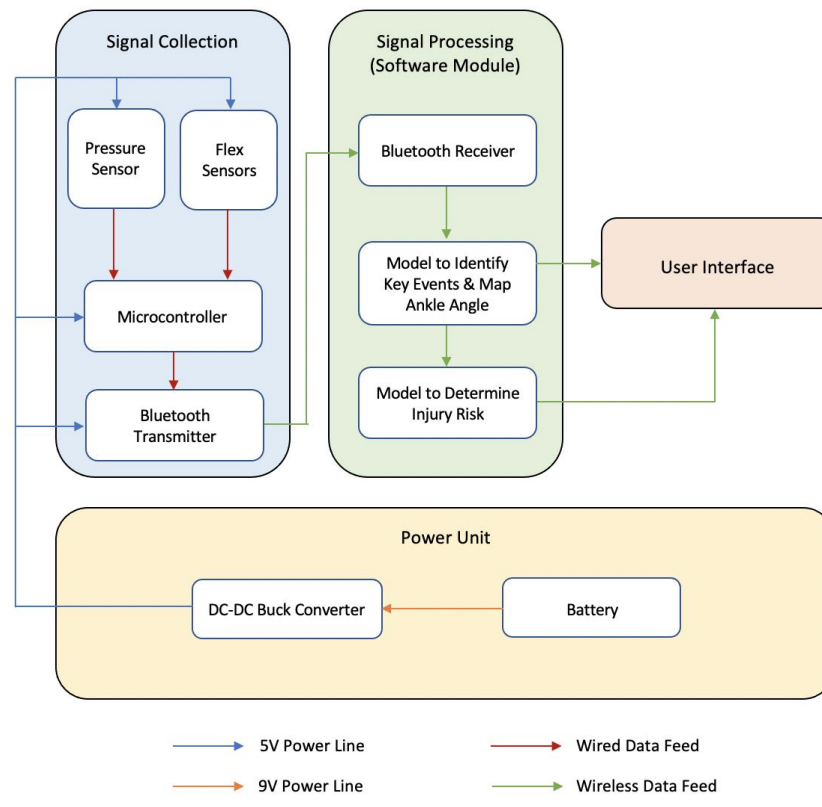 Signal Collection
Pressure
Sensor
Flex
Sensors
Microcontroller
Bluetooth
Transmitter
Signal Processing
(Software Module)
Bluetooth Receiver
Model to Identify
Key Events & Map
Ankle Angle
Model to Determine
Injury Risk
User Interface
Power Unit
DC-DC Buck Converter
Battery
5V Power Line
Wired Data Feed
9V Power Line
Wireless Data Feed